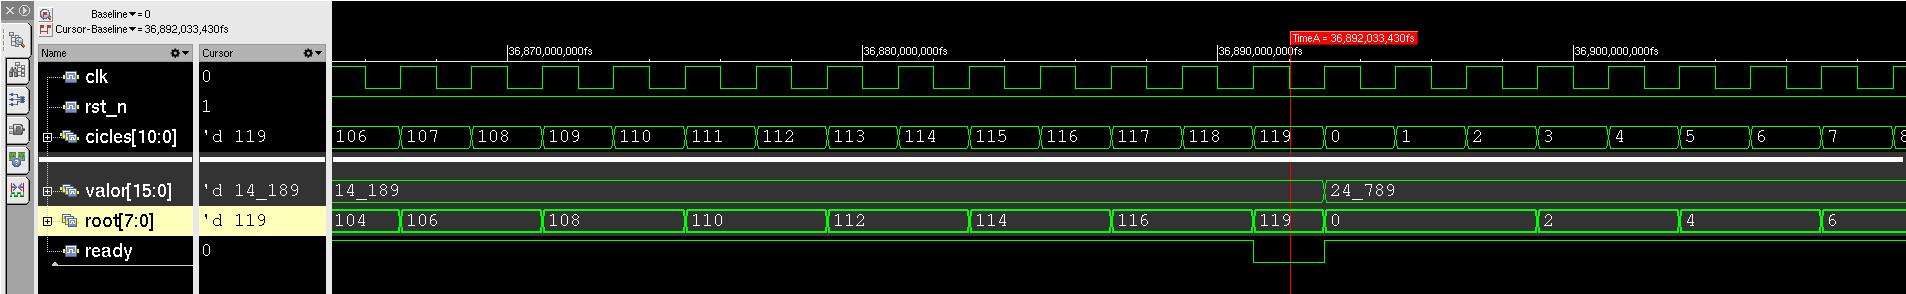 Baseline▼= 0
Cursor-Baseline▼= 36,892,033,430fs
TimeA = 36,892,033,430fs
Name Cursor 36,870,000,000fs 36,880,000,000fs 36,890,000,000fs 36,900,000,000fs
clk 0
rst_n 1
cicles[10:0] 'd 119 106 107 108 109 110 111 112 113 114 115 116 117 118 119 0 1 2 3 4 5 6 7 8
valor[15:0] 'd 14_189 14_189 24_789
root[7:0] 'd 119 104 106 108 110 112 114 116 119 0 2 4 6
ready 0